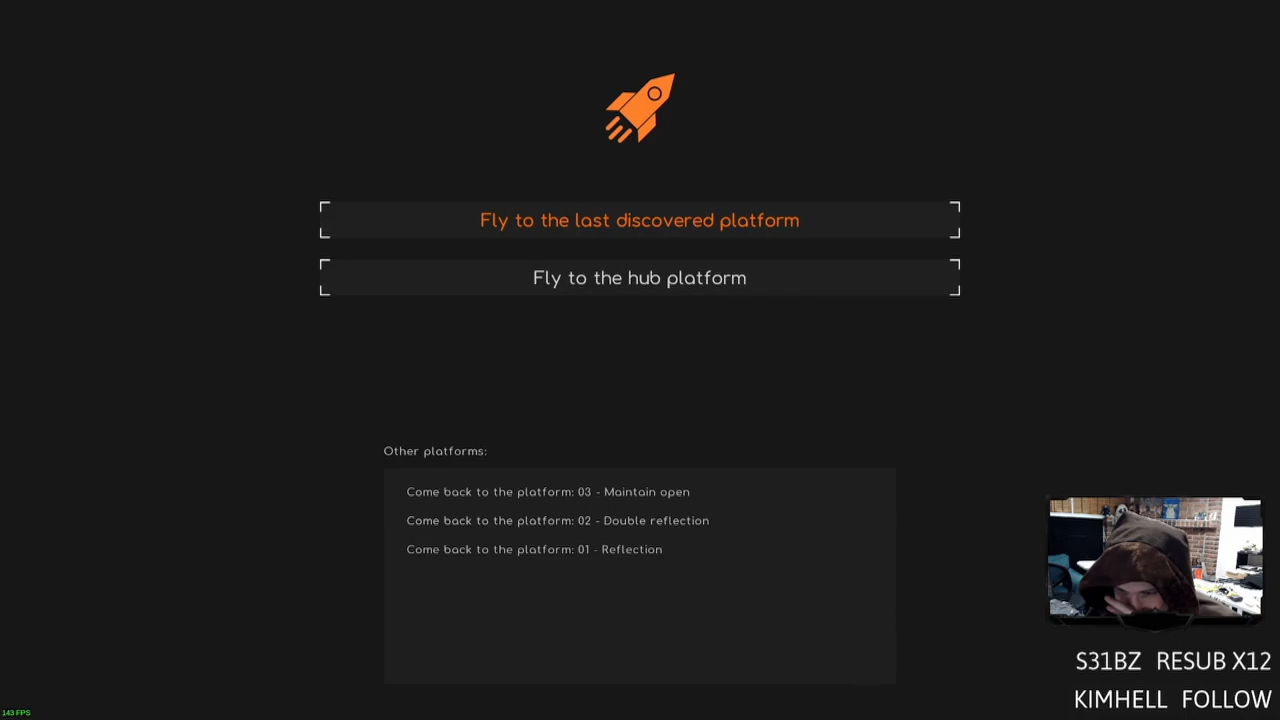 Fly to the last discovered platform
Fly to the hub platform
Other platforms:
Come back to the platform: 03 - Maintain open
Come back to the platform: 02 - Double reflection
Come back to the platform: 01 - Reflection
S31BZ RESUB X12
KIMHELL FOLLOW
143 FPS